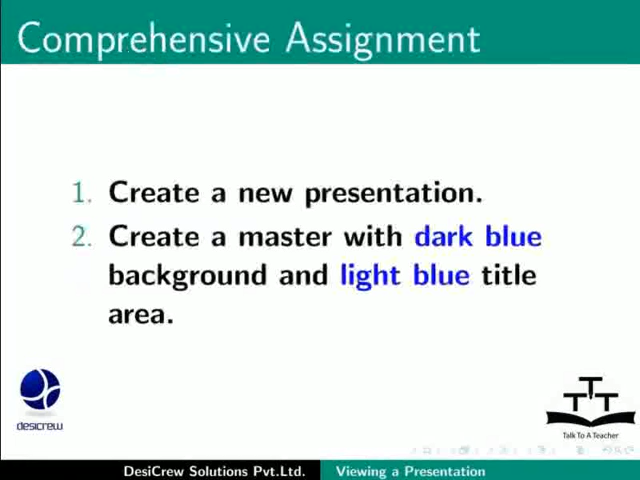 Comprehensive Assignment
1. Create a new presentation.
2. Create a master with dark blue
background and light blue title
area.
desicrew
TTT
Talk To A Teacher
DesiCrew Solutions Pvt.Ltd. Viewing a Presentation